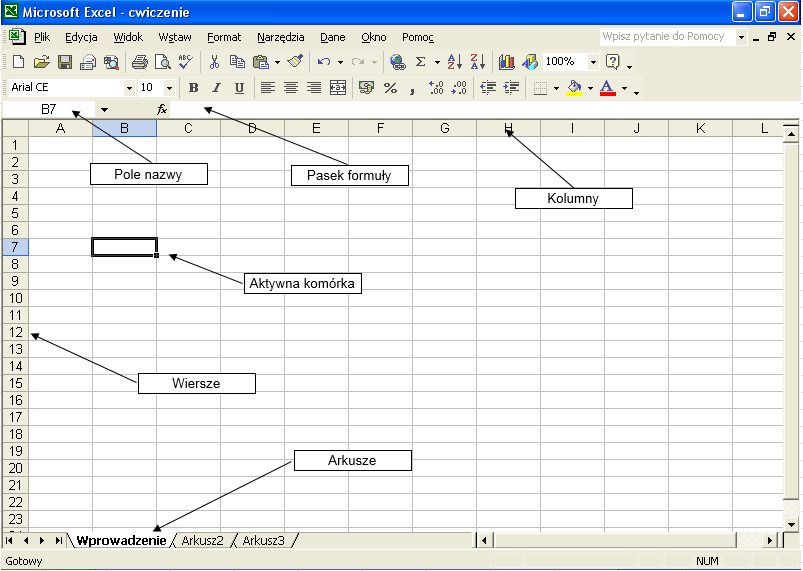 Microsoft Excel - cwiczenie
Plik Edycja Widok Wstaw Format Narzędzia Dane Okno Pomoc Wpisz pytanie do Pomocy
100%
Arial CE 10 B I U % ,
B7 fx
A B C D E F G H I J K L
1
2
Pole nazwy Pasek formuły
3
4
Kolumny
5
6
7
8
9
Aktywna komórka
10
11
12
13
14
15
Wiersze
16
17
18
19
Arkusze
20
21
22
23
Wprowadzenie Arkusz2 Arkusz3
Gotowy NUM